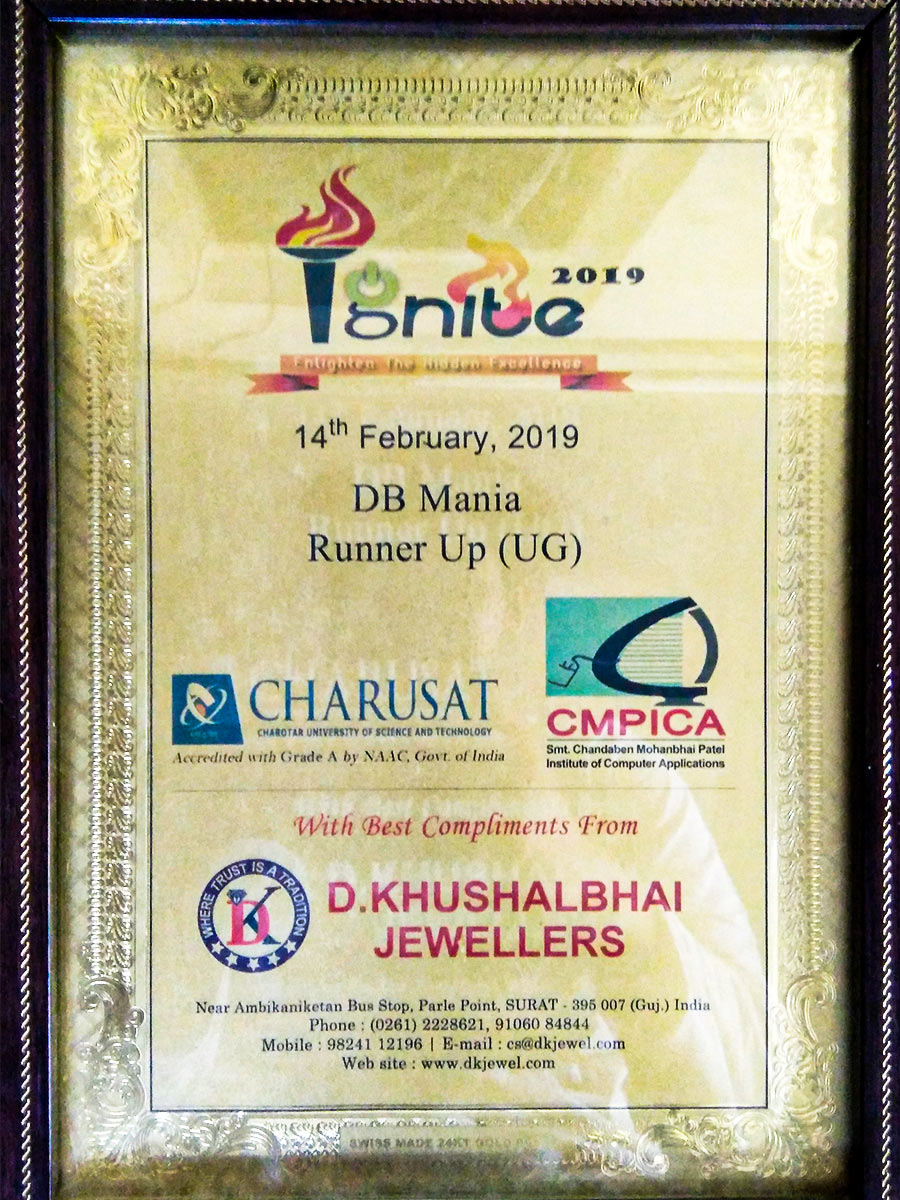 Ignite 2019
Enlighten The Hidden Excellence
14th February, 2019
DB Mania
Runner Up (UG)
CHARUSAT
CHAROTAR UNIVERSITY OF SCIENCE AND TECHNOLOGY
Accredited with Grade A by NAAC, Govt. of India
CMPICA
Smt. Chandaben Mohanbhai Patel
Institute of Computer Applications
With Best Compliments From
WHERE TRUST IS A TRADITION
DK
D.KHUSHALBHAI
JEWELLERS
Near Ambikaniketan Bus Stop, Parle Point, SURAT - 395 007 (Guj.) India
Phone : (0261) 2228621, 91060 84844
Mobile : 98241 12196 | E-mail : cs@dkjewel.com
Web site : www.dkjewel.com
SWISS MADE 24KT GOLD